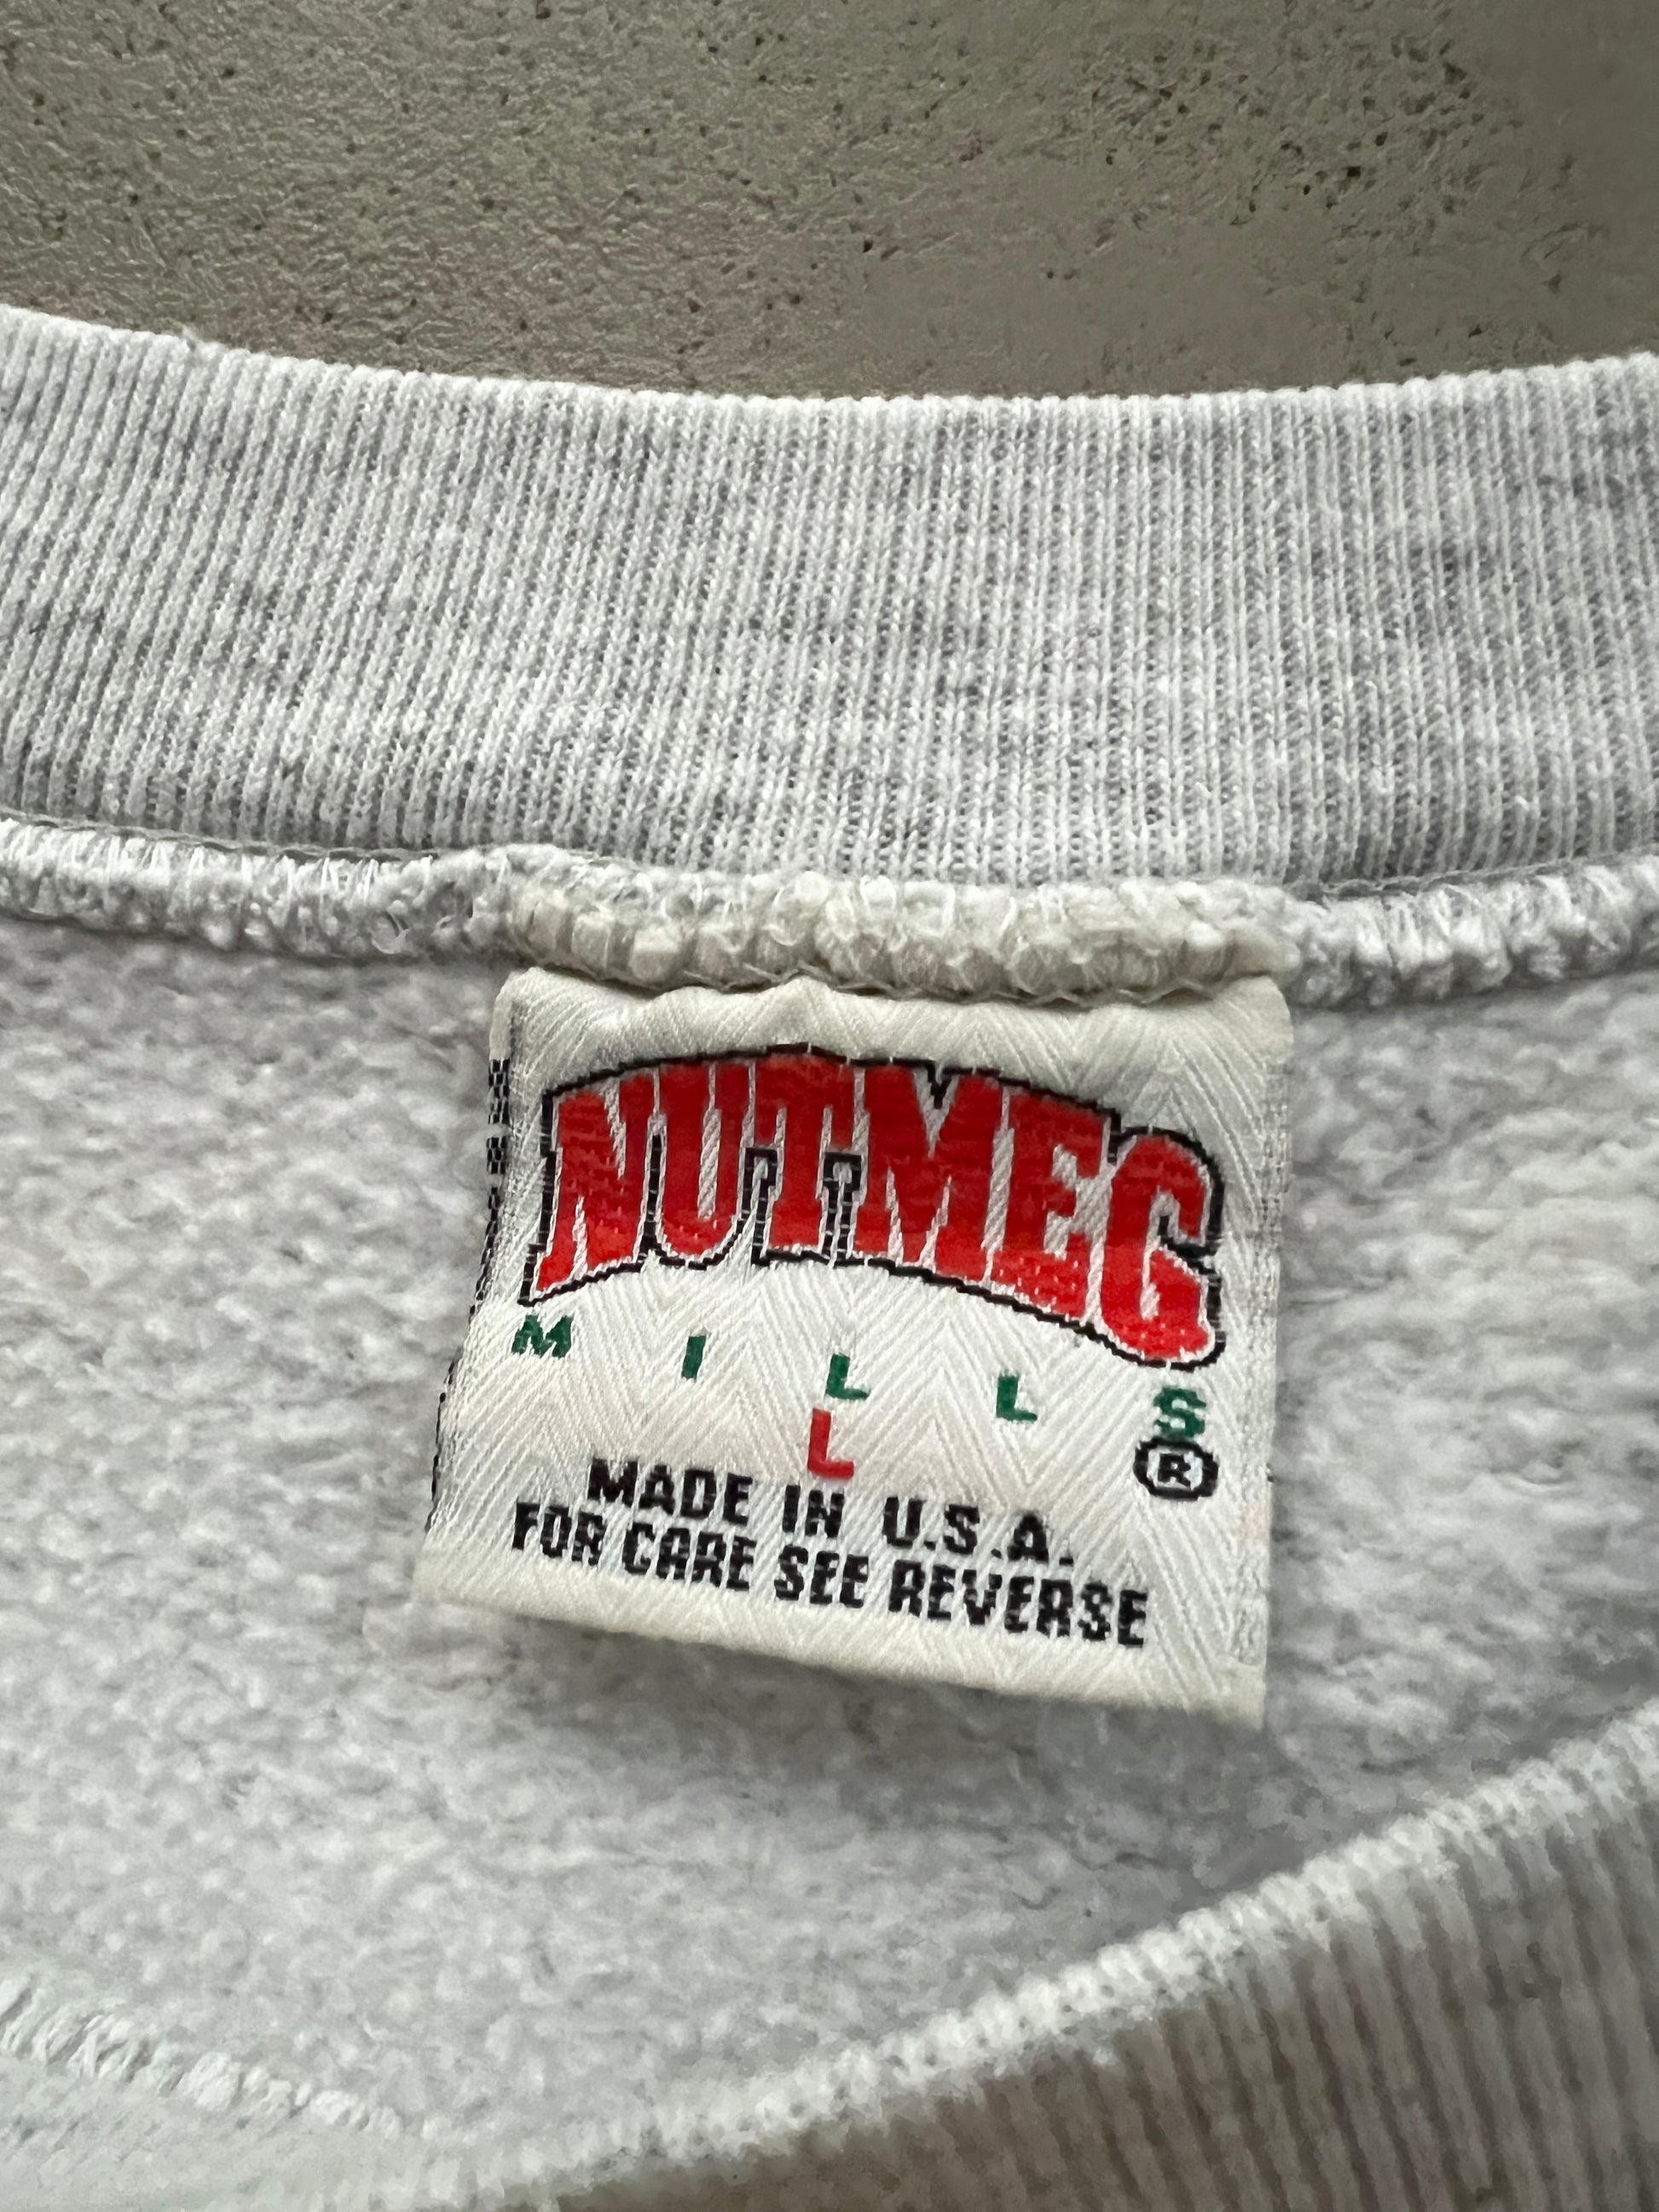 NUTMEG
MILLS
L ®
MADE IN U.S.A.
FOR CARE SEE REVERSE